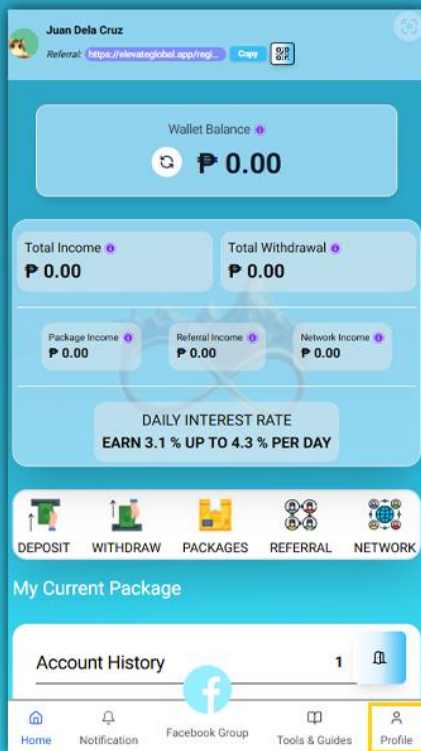 Juan Dela Cruz
Referral: https://elevateglobal.app/regi... Copy
Wallet Balance
₱ 0.00
Total Income Total Withdrawal
₱ 0.00 ₱ 0.00
Package Income Referral Income Network Income
₱ 0.00 ₱ 0.00 ₱ 0.00
DAILY INTEREST RATE
EARN 3.1 % UP TO 4.3 % PER DAY
DEPOSIT WITHDRAW PACKAGES REFERRAL NETWORK
My Current Package
Account History 1
Home Notification Facebook Group Tools & Guides Profile